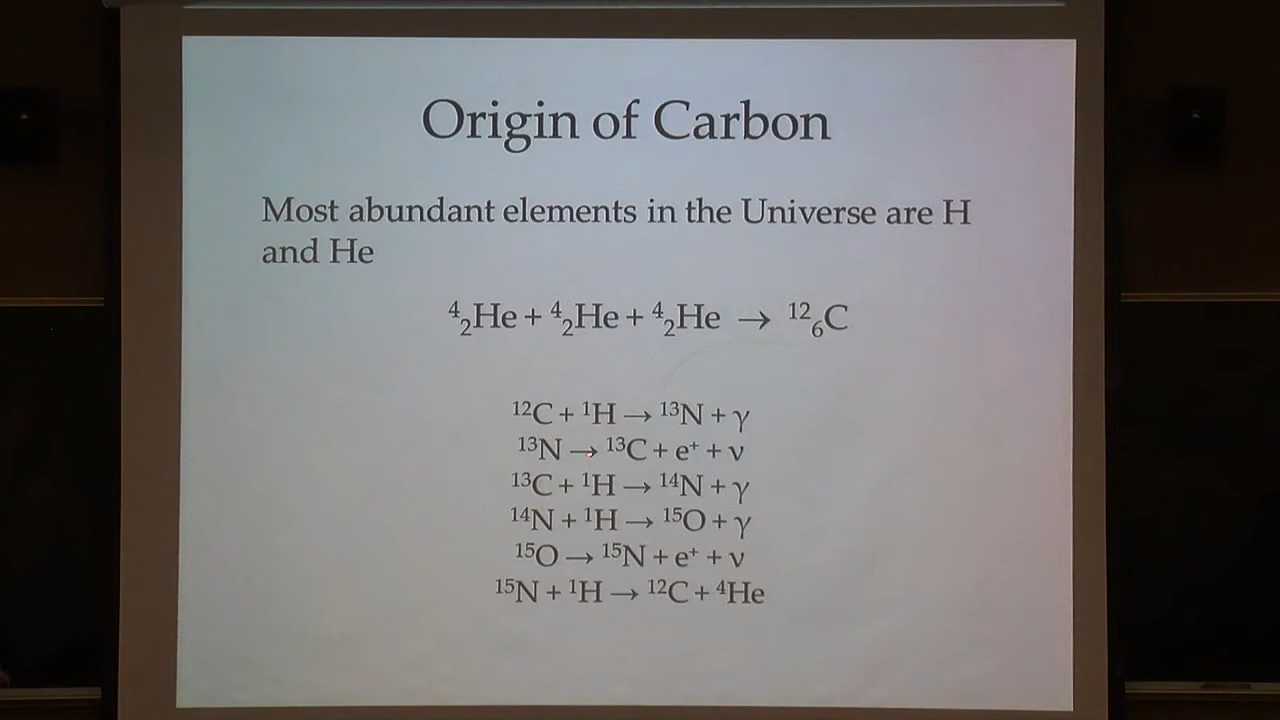 Origin of Carbon
Most abundant elements in the Universe are H
and He
⁴₂He + ⁴₂He + ⁴₂He → ¹²₆C
¹²C + ¹H → ¹³N + γ
¹³N → ¹³C + e⁺ + ν
¹³C + ¹H → ¹⁴N + γ
¹⁴N + ¹H → ¹⁵O + γ
¹⁵O → ¹⁵N + e⁺ + ν
¹⁵N + ¹H → ¹²C + ⁴He